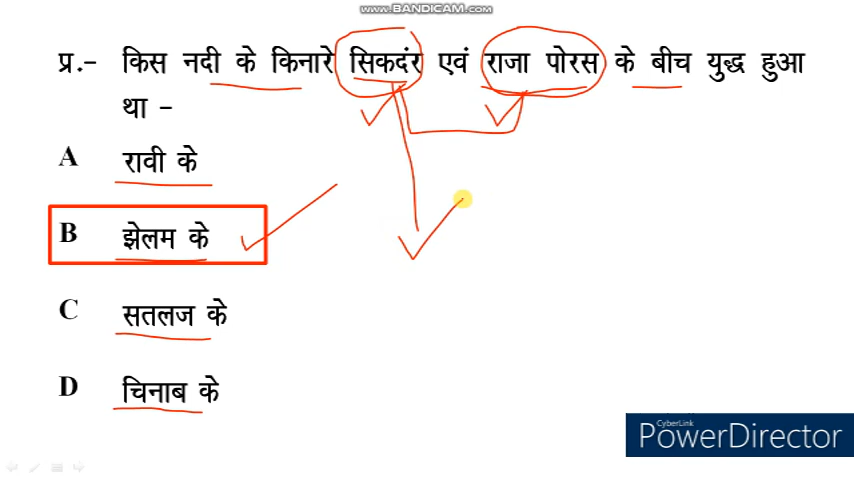 www.BANDICAM.com
प्र.- किस नदी के किनारे सिकदंर एवं राजा पोरस के बीच युद्ध हुआ
था -
A रावी के
B झेलम के
C सतलज के
D चिनाब के
CyberLink
PowerDirector